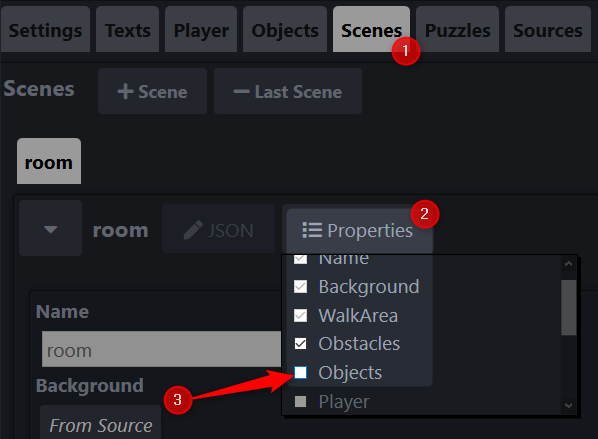 Settings Texts Player Objects Scenes Puzzles Sources
1
Scenes + Scene − Last Scene
room
2
room JSON Properties
Name
Background
WalkArea
Obstacles
Objects
Player
Name
room
Background
3
From Source